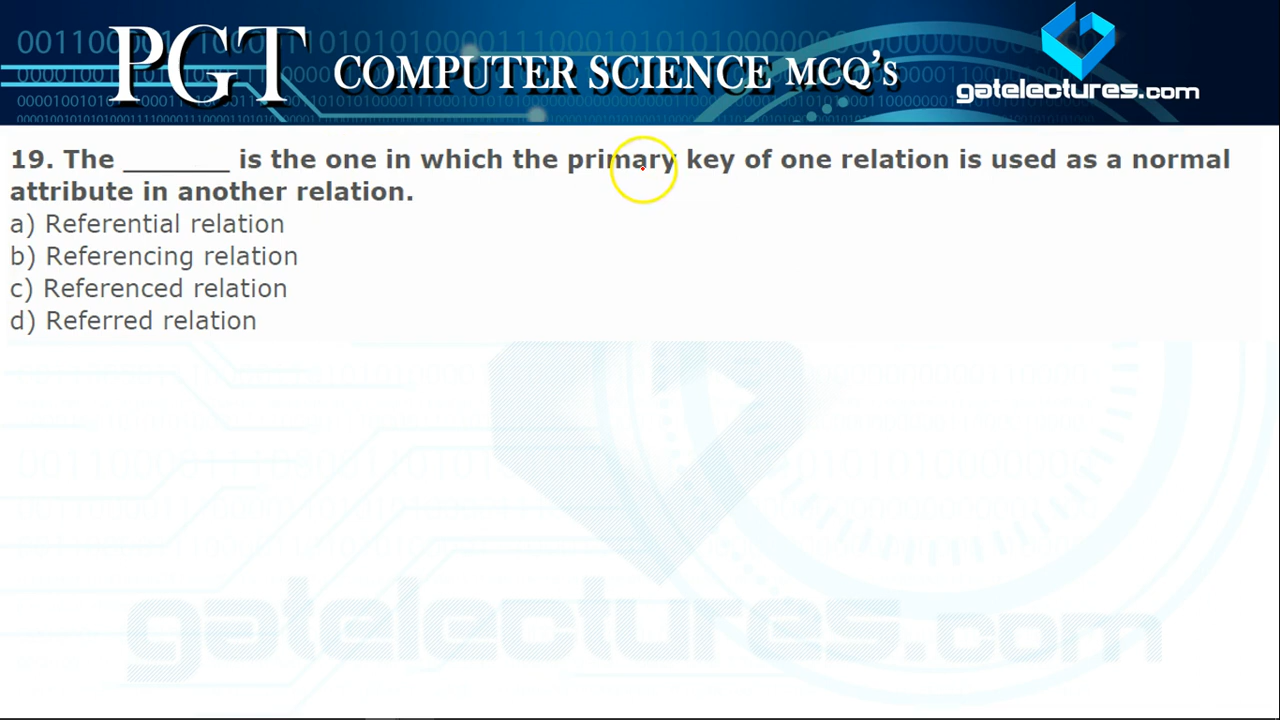 PGT COMPUTER SCIENCE MCQ's
gatelectures.com
19. The _______ is the one in which the primary key of one relation is used as a normal
attribute in another relation.
a) Referential relation
b) Referencing relation
c) Referenced relation
d) Referred relation
gatelectures.com